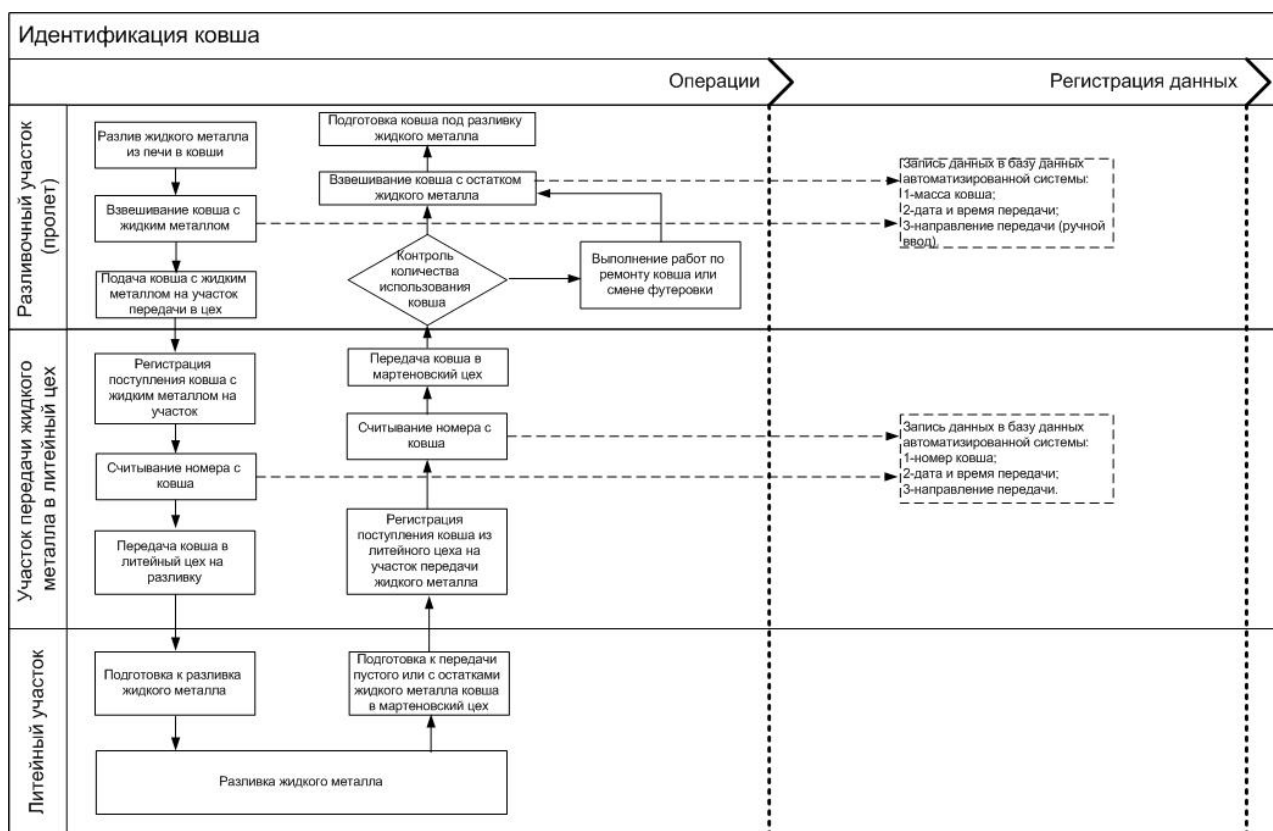 Идентификация ковша
Операции
Регистрация данных
Разливочный участок
(пролет)
Разлив жидкого металла
из печи в ковши
Взвешивание ковша с
жидким металлом
Подача ковша с жидким
металлом на участок
передачи в цех
Подготовка ковша под разливку
жидкого металла
Взвешивание ковша с остатком
жидкого металла
Контроль
количества
использования
ковша
Выполнение работ по
ремонту ковша или
смене футеровки
Запись данных в базу данных
автоматизированной системы:
1-масса ковша;
2-дата и время передачи;
3-направление передачи (ручной
ввод).
Участок передачи жидкого
металла в литейный цех
Регистрация
поступления ковша с
жидким металлом на
участок
Считывание номера с
ковша
Передача ковша в
литейный цех на
разливку
Передача ковша в
мартеновский цех
Считывание номера с
ковша
Регистрация
поступления ковша из
литейного цеха на
участок передачи
жидкого металла
Запись данных в базу данных
автоматизированной системы:
1-номер ковша;
2-дата и время передачи;
3-направление передачи.
Литейный участок
Подготовка к разливка
жидкого металла
Подготовка к передачи
пустого или с остатками
жидкого металла ковша
в мартеновский цех
Разливка жидкого металла